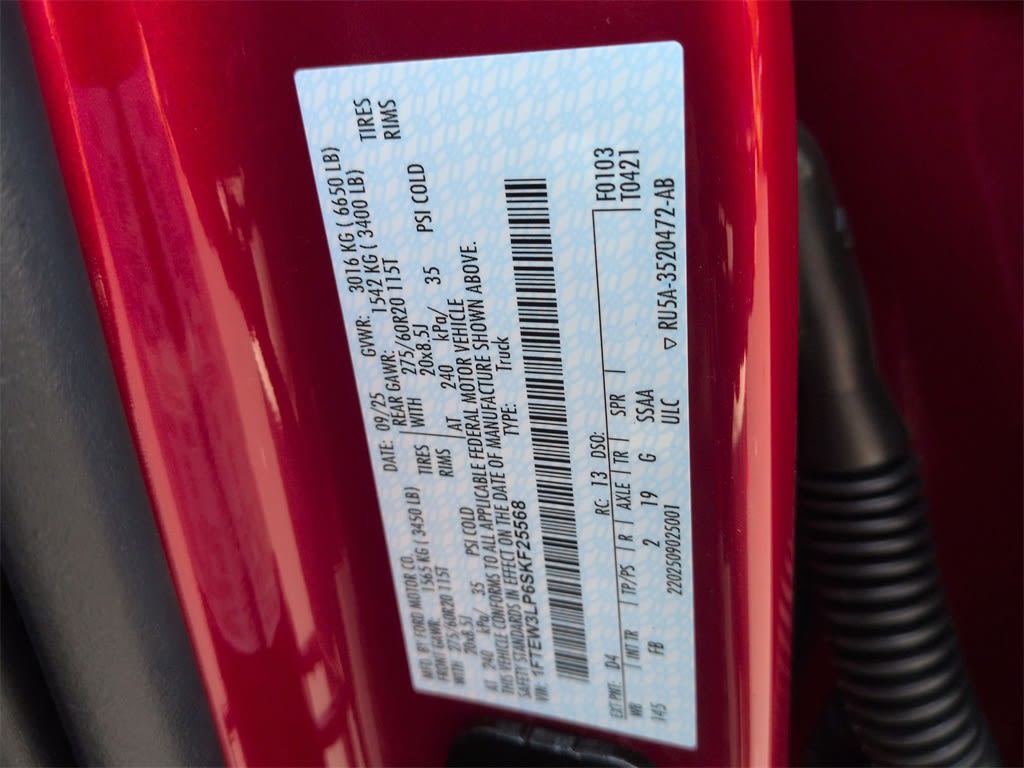 MFD. BY FORD MOTOR CO. DATE: 09/25 GVWR: 3016 KG ( 6650 LB)
FRONT GAWR: 1565 KG ( 3450 LB) REAR GAWR: 1542 KG ( 3400 LB)
WITH 275/60R20 115T TIRES WITH 275/60R20 115T TIRES
20x8.5J RIMS 20x8.5J RIMS
AT 240 kPa/ 35 PSI COLD AT 240 kPa/ 35 PSI COLD
THIS VEHICLE CONFORMS TO ALL APPLICABLE FEDERAL MOTOR VEHICLE
SAFETY STANDARDS IN EFFECT ON THE DATE OF MANUFACTURE SHOWN ABOVE.
VIN: 1FTEW3LP6SKF25568 TYPE: Truck
EXT PNT: D4 RC: 13 DSO: F0103
WB | INT TR | TP/PS | R | AXLE | TR | SPR | T0421
145 FB 2 19 G SSAA
2202509025001 ULC ▽ RU5A-3520472-AB